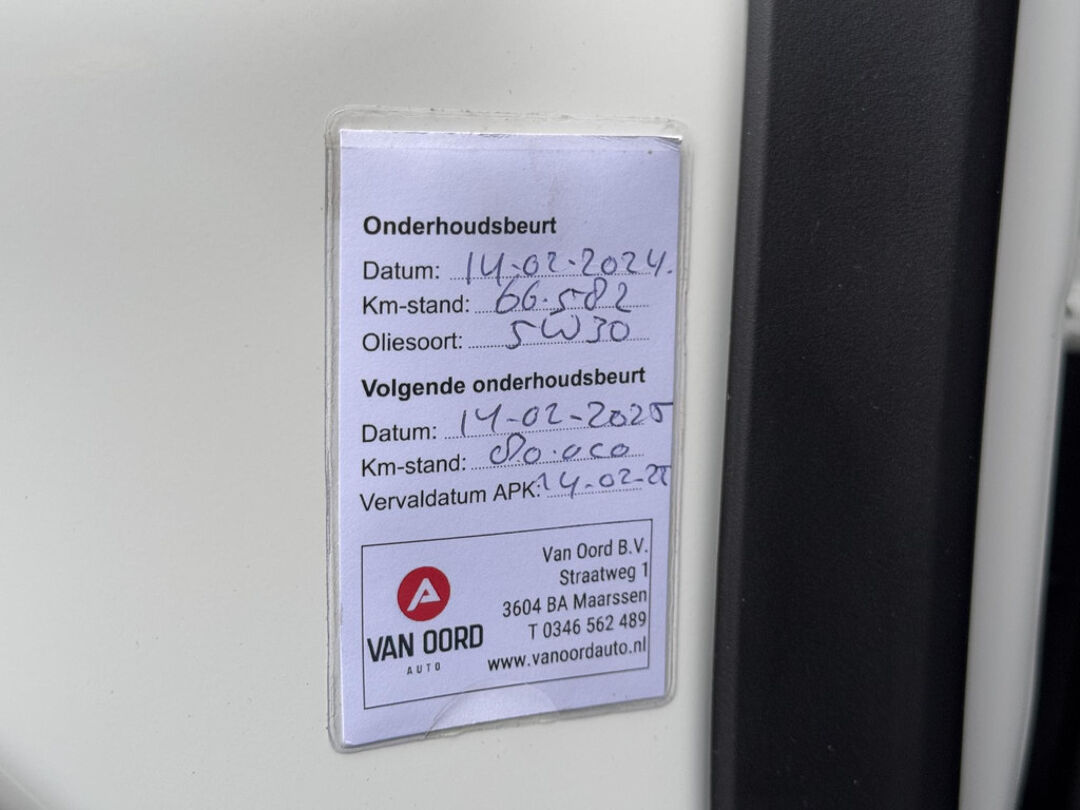 Onderhoudsbeurt
Datum: 14-02-2024.
Km-stand: 66.582
Oliesoort: 5W30
Volgende onderhoudsbeurt
Datum: 14-02-2025
Km-stand: 80.000
Vervaldatum APK: 14-02-25
Van Oord B.V.
Straatweg 1
3604 BA Maarssen
T 0346 562 489
www.vanoordauto.nl
VAN OORD
AUTO